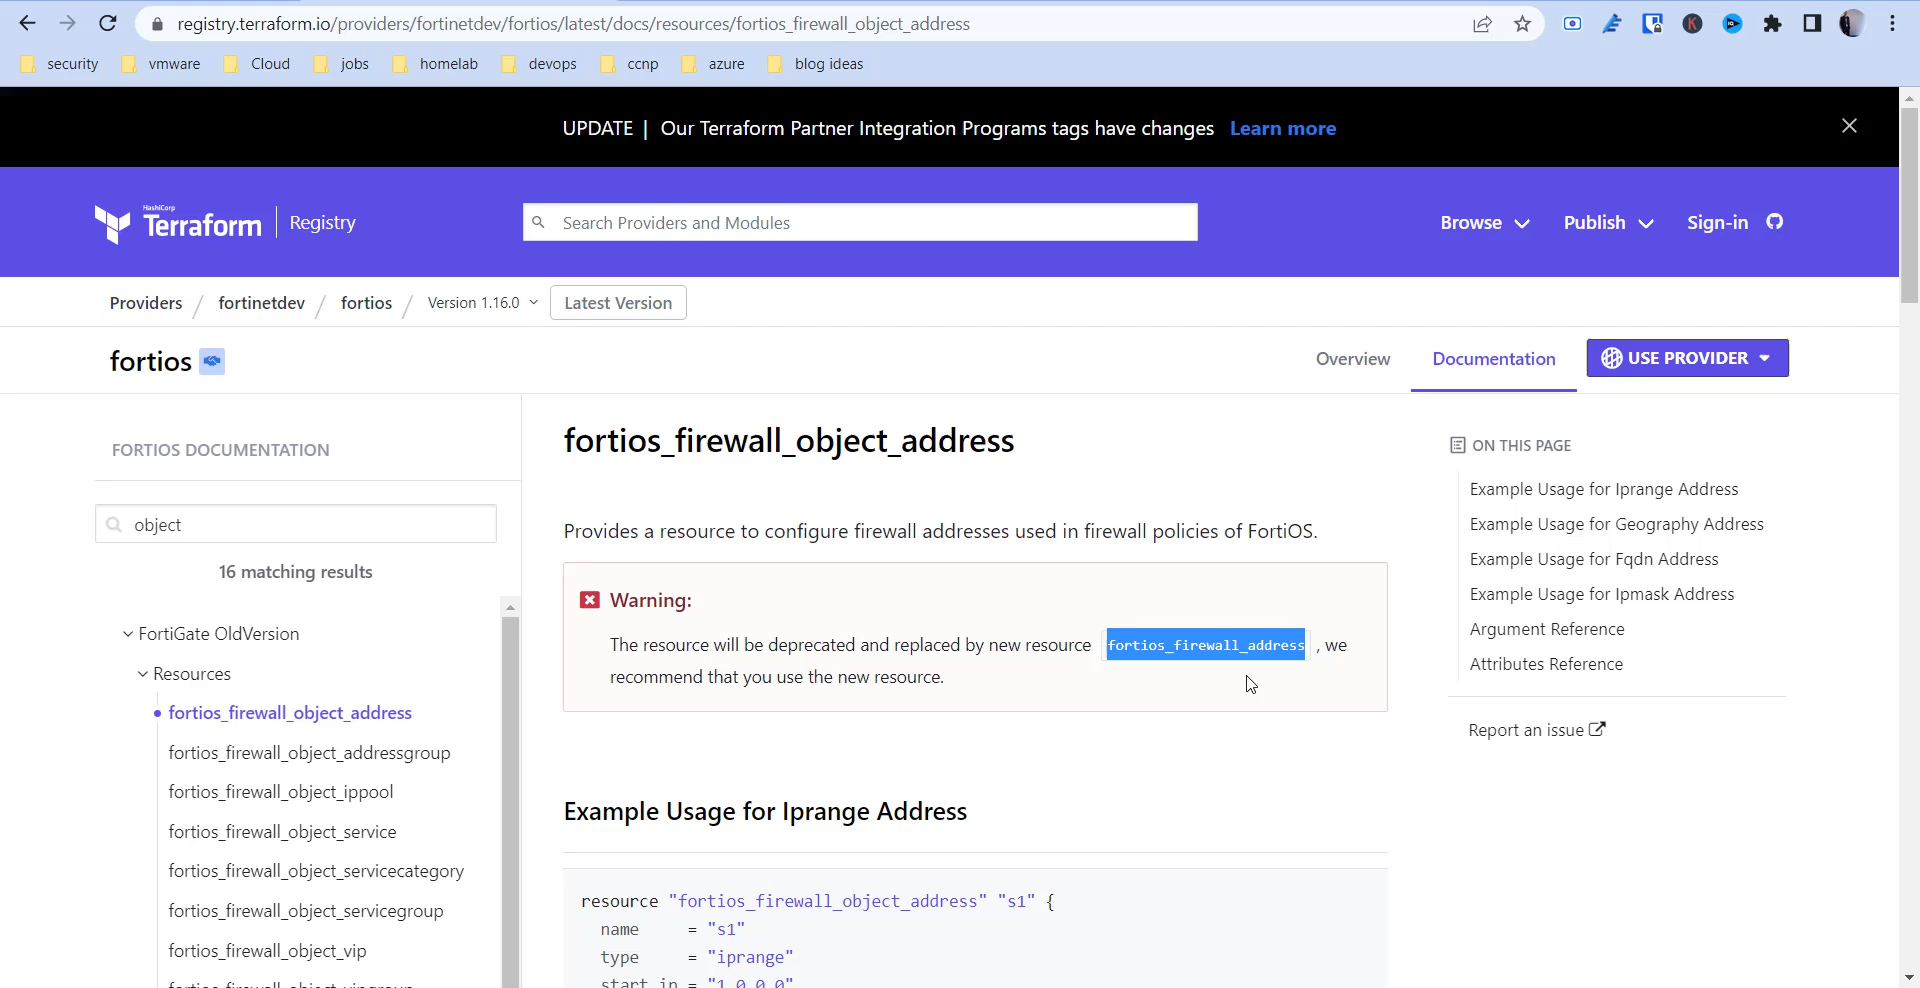 registry.terraform.io/providers/fortinetdev/fortios/latest/docs/resources/fortios_firewall_object_address
security vmware Cloud jobs homelab devops ccnp azure blog ideas
UPDATE | Our Terraform Partner Integration Programs tags have changes Learn more
HashiCorp
Terraform Registry
Search Providers and Modules
Browse Publish Sign-in
Providers / fortinetdev / fortios / Version 1.16.0 Latest Version
fortios
Overview Documentation USE PROVIDER
FORTIOS DOCUMENTATION
object
16 matching results
FortiGate OldVersion
Resources
fortios_firewall_object_address
fortios_firewall_object_addressgroup
fortios_firewall_object_ippool
fortios_firewall_object_service
fortios_firewall_object_servicecategory
fortios_firewall_object_servicegroup
fortios_firewall_object_vip
fortios_firewall_object_vipgroup
fortios_firewall_object_address
Provides a resource to configure firewall addresses used in firewall policies of FortiOS.
Warning:
The resource will be deprecated and replaced by new resource fortios_firewall_address , we
recommend that you use the new resource.
Example Usage for Iprange Address
resource "fortios_firewall_object_address" "s1" {
name = "s1"
type = "iprange"
start_ip = "1.0.0.0"
ON THIS PAGE
Example Usage for Iprange Address
Example Usage for Geography Address
Example Usage for Fqdn Address
Example Usage for Ipmask Address
Argument Reference
Attributes Reference
Report an issue